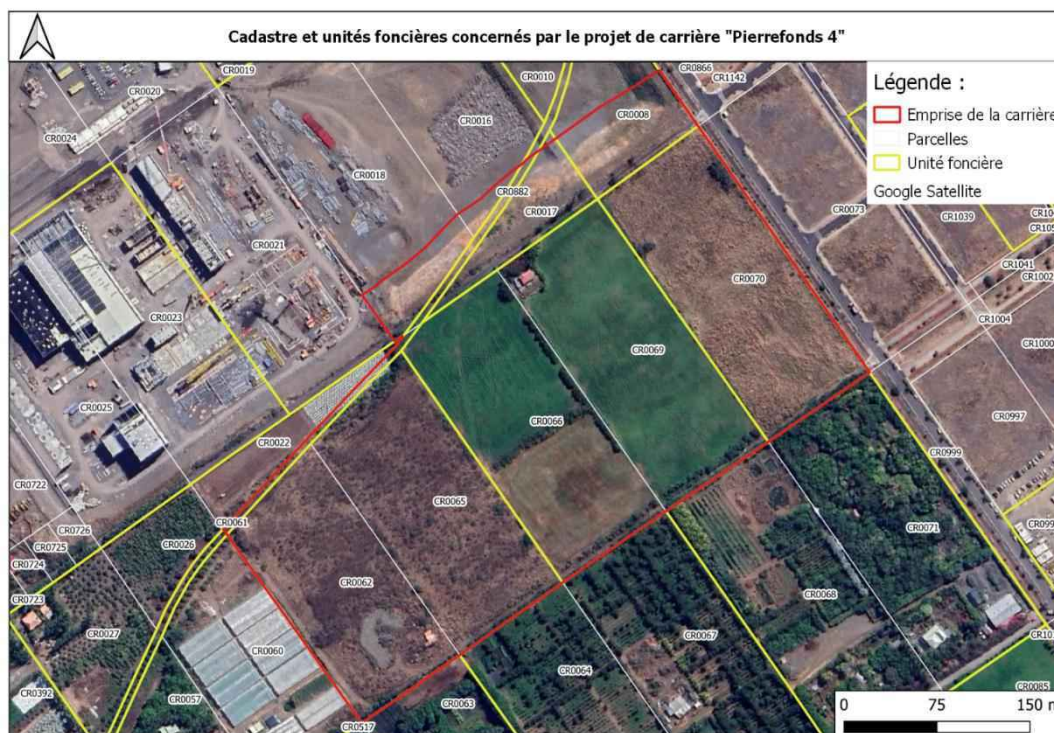 Cadastre et unités foncières concernés par le projet de carrière "Pierrefonds 4"
Légende :
Emprise de la carrière
Parcelles
Unité foncière
Google Satellite
CR0019
CR0010
CR0866
CR1142
CR0020
CR0024
CR0016
CR0008
CR0018
CR0882
CR0017
CR0073
CR1039
CR0021
CR1041
CR1002
CR0070
CR1004
CR0023
CR1000
CR0069
CR0025
CR0997
CR0066
CR0022
CR0999
CR0722
CR0065
CR0061
CR0726
CR0725
CR0026
CR0724
CR0071
CR0723
CR0062
CR0068
CR0027
CR0060
CR0067
CR0064
CR0392
CR0057
CR0063
CR0085
CR0517
0 75 150 m